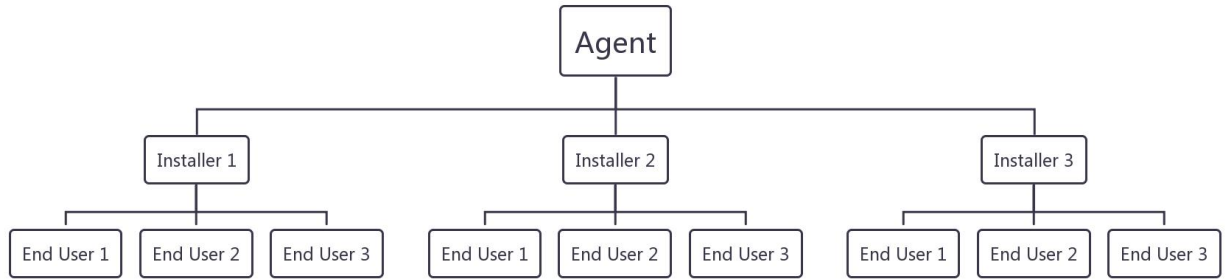 Agent
Installer 1
Installer 2
Installer 3
End User 1
End User 2
End User 3
End User 1
End User 2
End User 3
End User 1
End User 2
End User 3